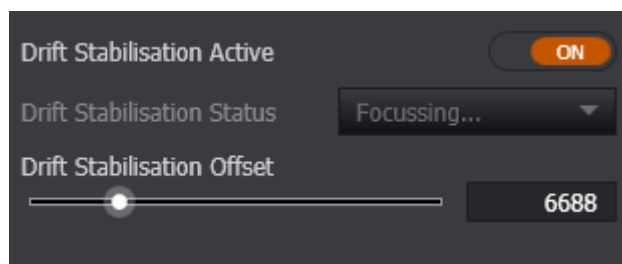 Drift Stabilisation Active ON
Drift Stabilisation Status Focussing...
Drift Stabilisation Offset
6688